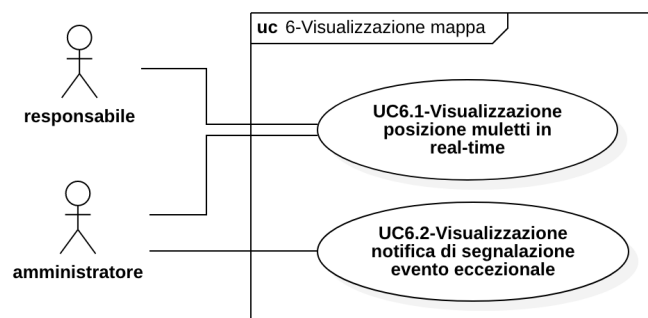 uc 6-Visualizzazione mappa
responsabile
UC6.1-Visualizzazione
posizione muletti in
real-time
amministratore
UC6.2-Visualizzazione
notifica di segnalazione
evento eccezionale